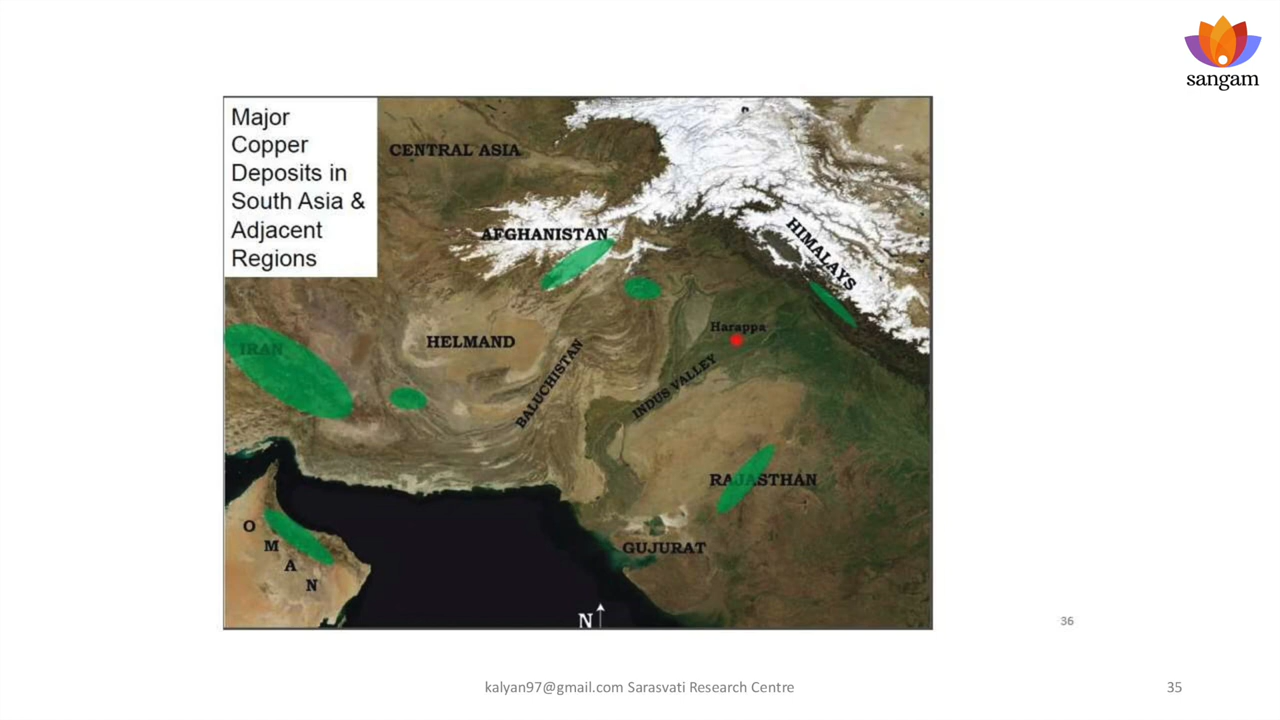 sangam
Major
Copper
Deposits in
South Asia &
Adjacent
Regions
CENTRAL ASIA
AFGHANISTAN
HIMALAYS
Harappa
IRAN
HELMAND
BALUCHISTAN
INDUS VALLEY
RAJASTHAN
O
M
A
N
GUJURAT
N
36
kalyan97@gmail.com Sarasvati Research Centre
35